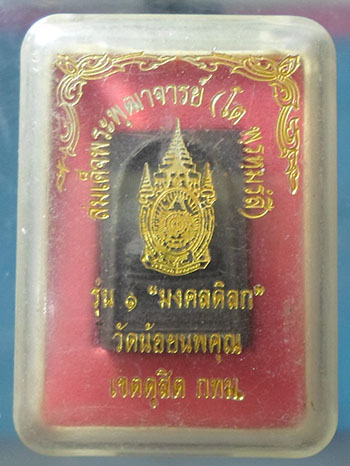 สมเด็จพระพุฒาจารย์ (โต พฺรหฺมรํสี)
รุ่น ๑ "มงคลดิลก"
วัดน้อยนพคุณ
เขตดุสิต กทม.